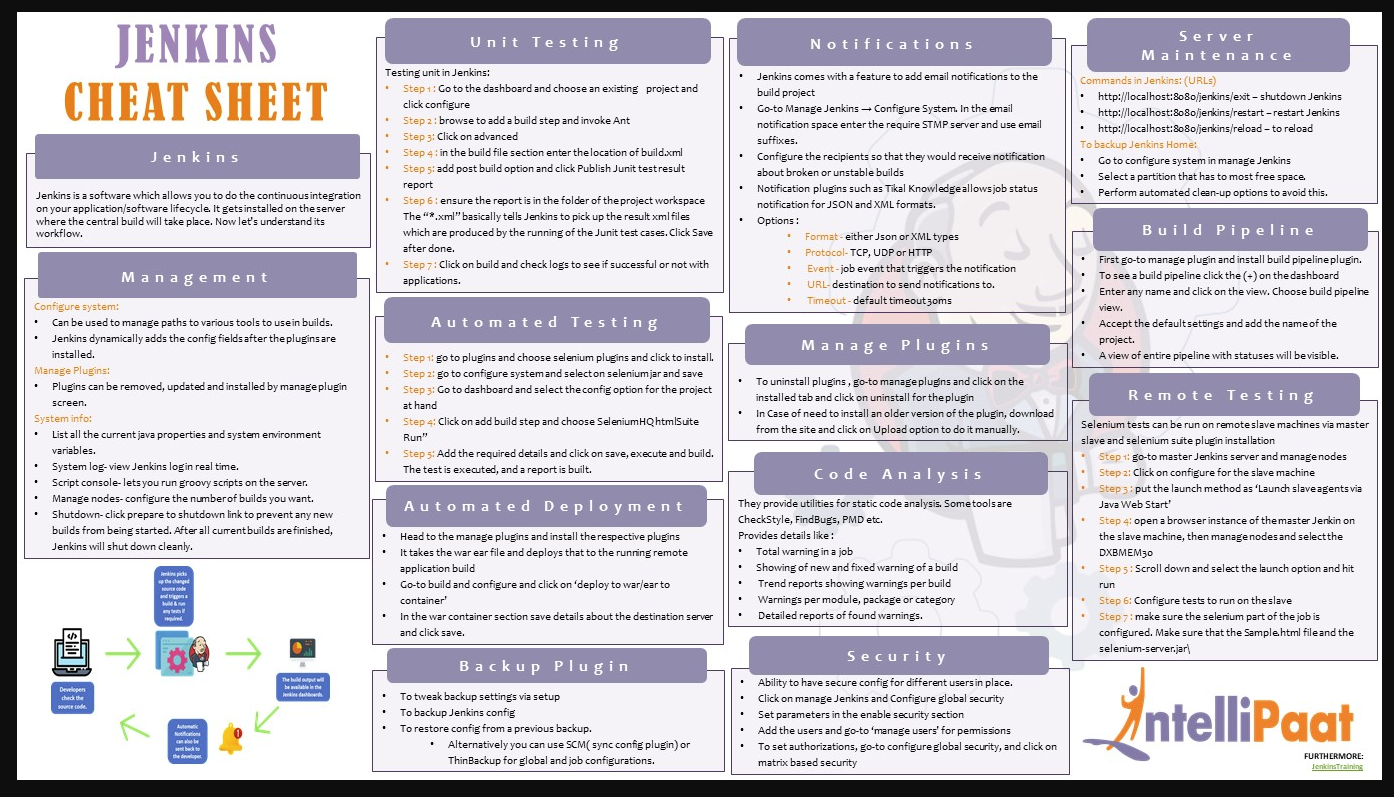 JENKINS
CHEAT SHEET
Jenkins
Jenkins is a software which allows you to do the continuous integration
on your application/software lifecycle. It gets installed on the server
where the central build will take place. Now let's understand its
workflow.
Management
Configure system:
• Can be used to manage paths to various tools to use in builds.
• Jenkins dynamically adds the config fields after the plugins are
installed.
Manage Plugins:
• Plugins can be removed, updated and installed by manage plugin
screen.
System info:
• List all the current java properties and system environment
variables.
• System log- view Jenkins log in real time.
• Script console- lets you run groovy scripts on the server.
• Manage nodes- configure the number of builds you want.
• Shutdown- click prepare to shutdown link to prevent any new
builds from being started. After all current builds are finished,
Jenkins will shut down cleanly.
Jenkins picks
up the changed
source code
and triggers a
build & run
any tests if
required.
Developers
check the
source code.
The build output will
be available in the
Jenkins dashboards.
Automatic
Notifications
can also be
sent back to
the developer.
1
Unit Testing
Testing unit in Jenkins:
• Step 1 : Go to the dashboard and choose an existing project and
click configure
• Step 2 : browse to add a build step and invoke Ant
• Step 3: Click on advanced
• Step 4 : in the build file section enter the location of build.xml
• Step 5: add post build option and click Publish Junit test result
report
• Step 6 : ensure the report is in the folder of the project workspace
The “*.xml” basically tells Jenkins to pick up the result xml files
which are produced by the running of the Junit test cases. Click Save
after done.
• Step 7 : Click on build and check logs to see if successful or not with
applications.
Automated Testing
• Step 1: go to plugins and choose selenium plugins and click to install.
• Step 2: go to configure system and select on selenium jar and save
• Step 3: Go to dashboard and select the config option for the project
at hand
• Step 4: Click on add build step and choose SeleniumHQ htmlSuite
Run”
• Step 5: Add the required details and click on save, execute and build.
The test is executed, and a report is built.
Automated Deployment
• Head to the manage plugins and install the respective plugins
• It takes the war ear file and deploys that to the running remote
application build
• Go-to build and configure and click on ‘deploy to war/ear to
container’
• In the war container section save details about the destination server
and click save.
Backup Plugin
• To tweak backup settings via setup
• To backup Jenkins config
• To restore config from a previous backup.
• Alternatively you can use SCM( sync config plugin) or
ThinBackup for global and job configurations.
Notifications
• Jenkins comes with a feature to add email notifications to the
build project
• Go-to Manage Jenkins → Configure System. In the email
notification space enter the require STMP server and use email
suffixes.
• Configure the recipients so that they would receive notification
about broken or unstable builds
• Notification plugins such as Tikal Knowledge allows job status
notification for JSON and XML formats.
• Options :
• Format - either Json or XML types
• Protocol- TCP, UDP or HTTP
• Event - job event that triggers the notification
• URL- destination to send notifications to.
• Timeout - default timeout 30ms
Manage Plugins
• To uninstall plugins , go-to manage plugins and click on the
installed tab and click on uninstall for the plugin
• In Case of need to install an older version of the plugin, download
from the site and click on Upload option to do it manually.
Code Analysis
They provide utilities for static code analysis. Some tools are
CheckStyle, FindBugs, PMD etc.
Provides details like :
• Total warning in a job
• Showing of new and fixed warning of a build
• Trend reports showing warnings per build
• Warnings per module, package or category
• Detailed reports of found warnings.
Security
• Ability to have secure config for different users in place.
• Click on manage Jenkins and Configure global security
• Set parameters in the enable security section
• Add the users and go-to ‘manage users’ for permissions
• To set authorizations, go-to configure global security, and click on
matrix based security
Server
Maintenance
Commands in Jenkins: (URLs)
• http://localhost:8080/jenkins/exit – shutdown Jenkins
• http://localhost:8080/jenkins/restart – restart Jenkins
• http://localhost:8080/jenkins/reload – to reload
To backup Jenkins Home:
• Go to configure system in manage Jenkins
• Select a partition that has to most free space.
• Perform automated clean-up options to avoid this.
Build Pipeline
• First go-to manage plugin and install build pipeline plugin.
• To see a build pipeline click the (+) on the dashboard
• Enter any name and click on the view. Choose build pipeline
view.
• Accept the default settings and add the name of the
project.
• A view of entire pipeline with statuses will be visible.
Remote Testing
Selenium tests can be run on remote slave machines via master
slave and selenium suite plugin installation
• Step 1: go-to master Jenkins server and manage nodes
• Step 2: Click on configure for the slave machine
• Step 3 : put the launch method as ‘Launch slave agents via
Java Web Start’
• Step 4: open a browser instance of the master Jenkin on
the slave machine, then manage nodes and select the
DXBMEM30
• Step 5 : Scroll down and select the launch option and hit
run
• Step 6: Configure tests to run on the slave
• Step 7 : make sure the selenium part of the job is
configured. Make sure that the Sample.html file and the
selenium-server.jar\
IntelliPaat
FURTHERMORE:
JenkinsTraining